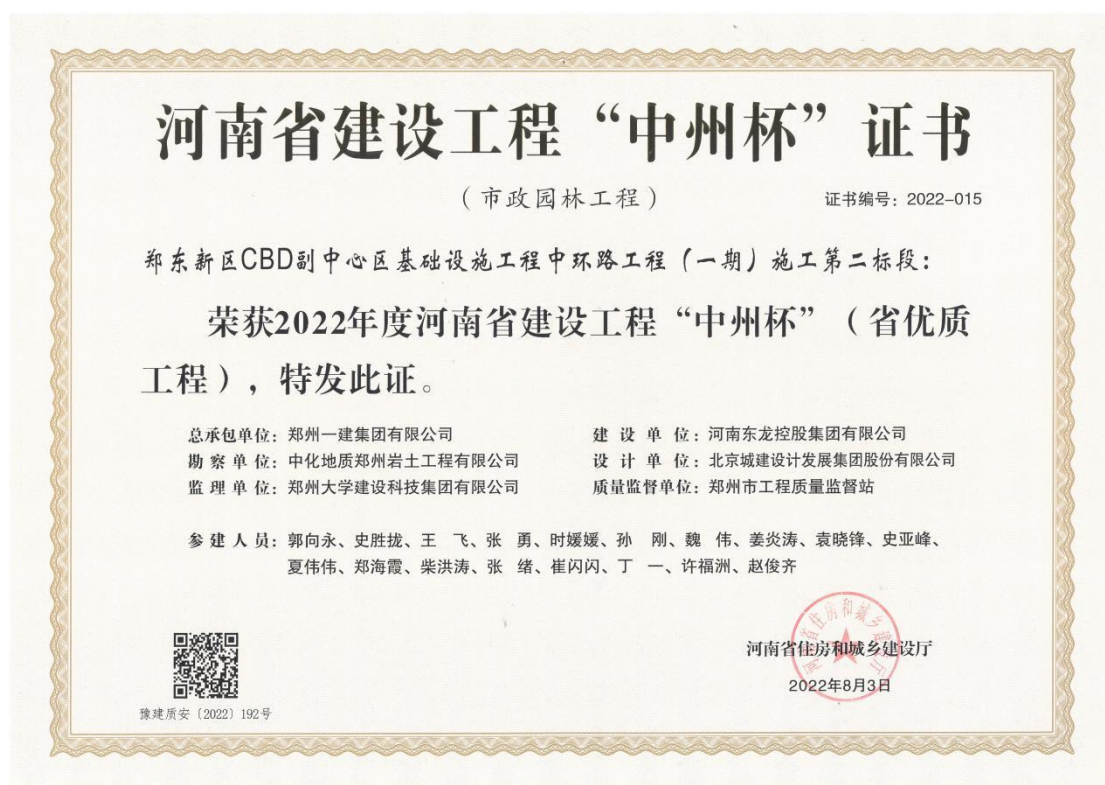 河南省建设工程“中州杯”证书
（市政园林工程）
证书编号：2022-015
郑东新区CBD副中心区基础设施工程中环路工程（一期）施工第二标段：
荣获2022年度河南省建设工程“中州杯”（省优质
工程），特发此证。
总承包单位：郑州一建集团有限公司
建设单位：河南东龙控股集团有限公司
勘察单位：中化地质郑州岩土工程有限公司
设计单位：北京城建设计发展集团股份有限公司
监理单位：郑州大学建设科技集团有限公司
质量监督单位：郑州市工程质量监督站
参建人员：郭向永、史胜拢、王　飞、张　勇、时媛媛、孙　刚、魏　伟、姜炎涛、袁晓锋、史亚峰、
夏伟伟、郑海霞、柴洪涛、张　绪、崔闪闪、丁　一、许福洲、赵俊齐
河南省住房和城乡建设厅
河南省住房和城乡建设厅
2022年8月3日
豫建质安〔2022〕192号